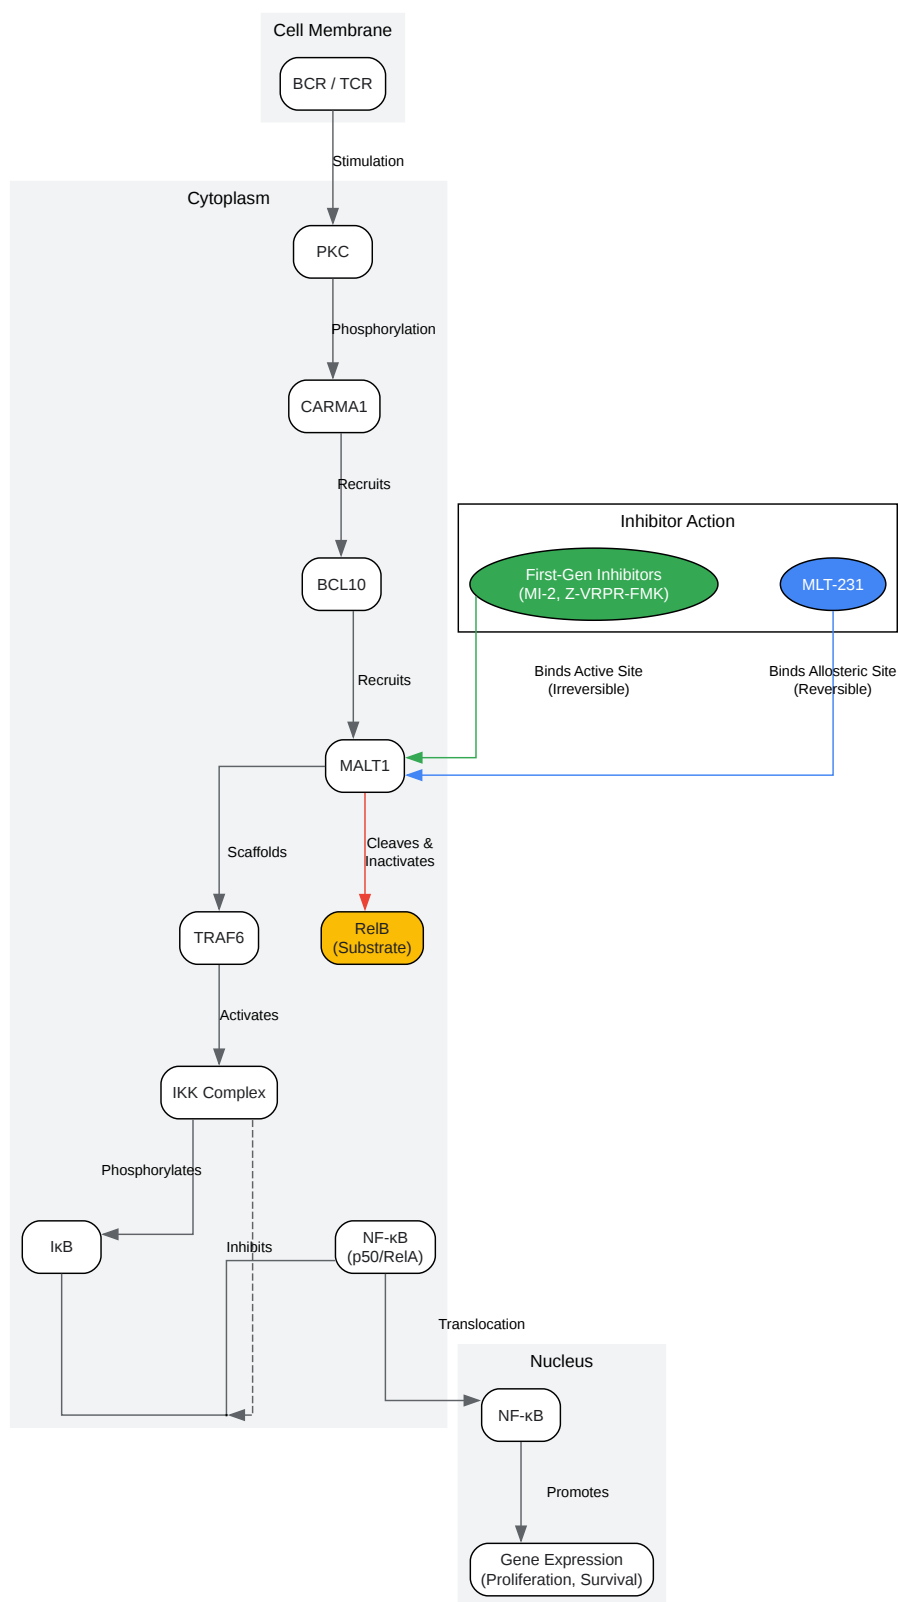 Cell Membrane
BCR / TCR
Stimulation
Cytoplasm
PKC
Phosphorylation
CARMA1
Recruits
Inhibitor Action
First-Gen Inhibitors
(MI-2, Z-VRPR-FMK)
MLT-231
BCL10
Binds Active Site
(Irreversible)
Binds Allosteric Site
(Reversible)
Recruits
MALT1
Scaffolds
Cleaves &
Inactivates
TRAF6
RelB
(Substrate)
Activates
IKK Complex
Phosphorylates
IκB
Inhibits
NF-κB
(p50/RelA)
Translocation
Nucleus
NF-κB
Promotes
Gene Expression
(Proliferation, Survival)